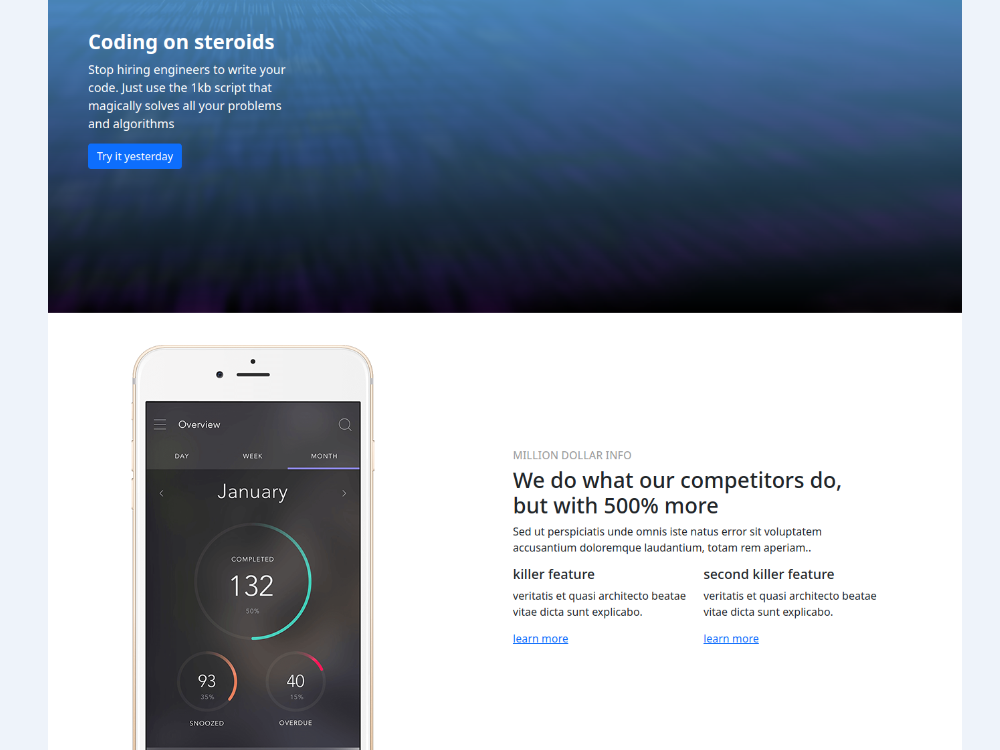 Coding on steroids
Stop hiring engineers to write your
code. Just use the 1kb script that
magically solves all your problems
and algorithms
Try it yesterday
Overview
DAY WEEK MONTH
January
COMPLETED
132
50%
93
35%
SNOOZED
40
15%
OVERDUE
MILLION DOLLAR INFO
We do what our competitors do,
but with 500% more
Sed ut perspiciatis unde omnis iste natus error sit voluptatem
accusantium doloremque laudantium, totam rem aperiam..
killer feature
veritatis et quasi architecto beatae
vitae dicta sunt explicabo.
learn more
second killer feature
veritatis et quasi architecto beatae
vitae dicta sunt explicabo.
learn more